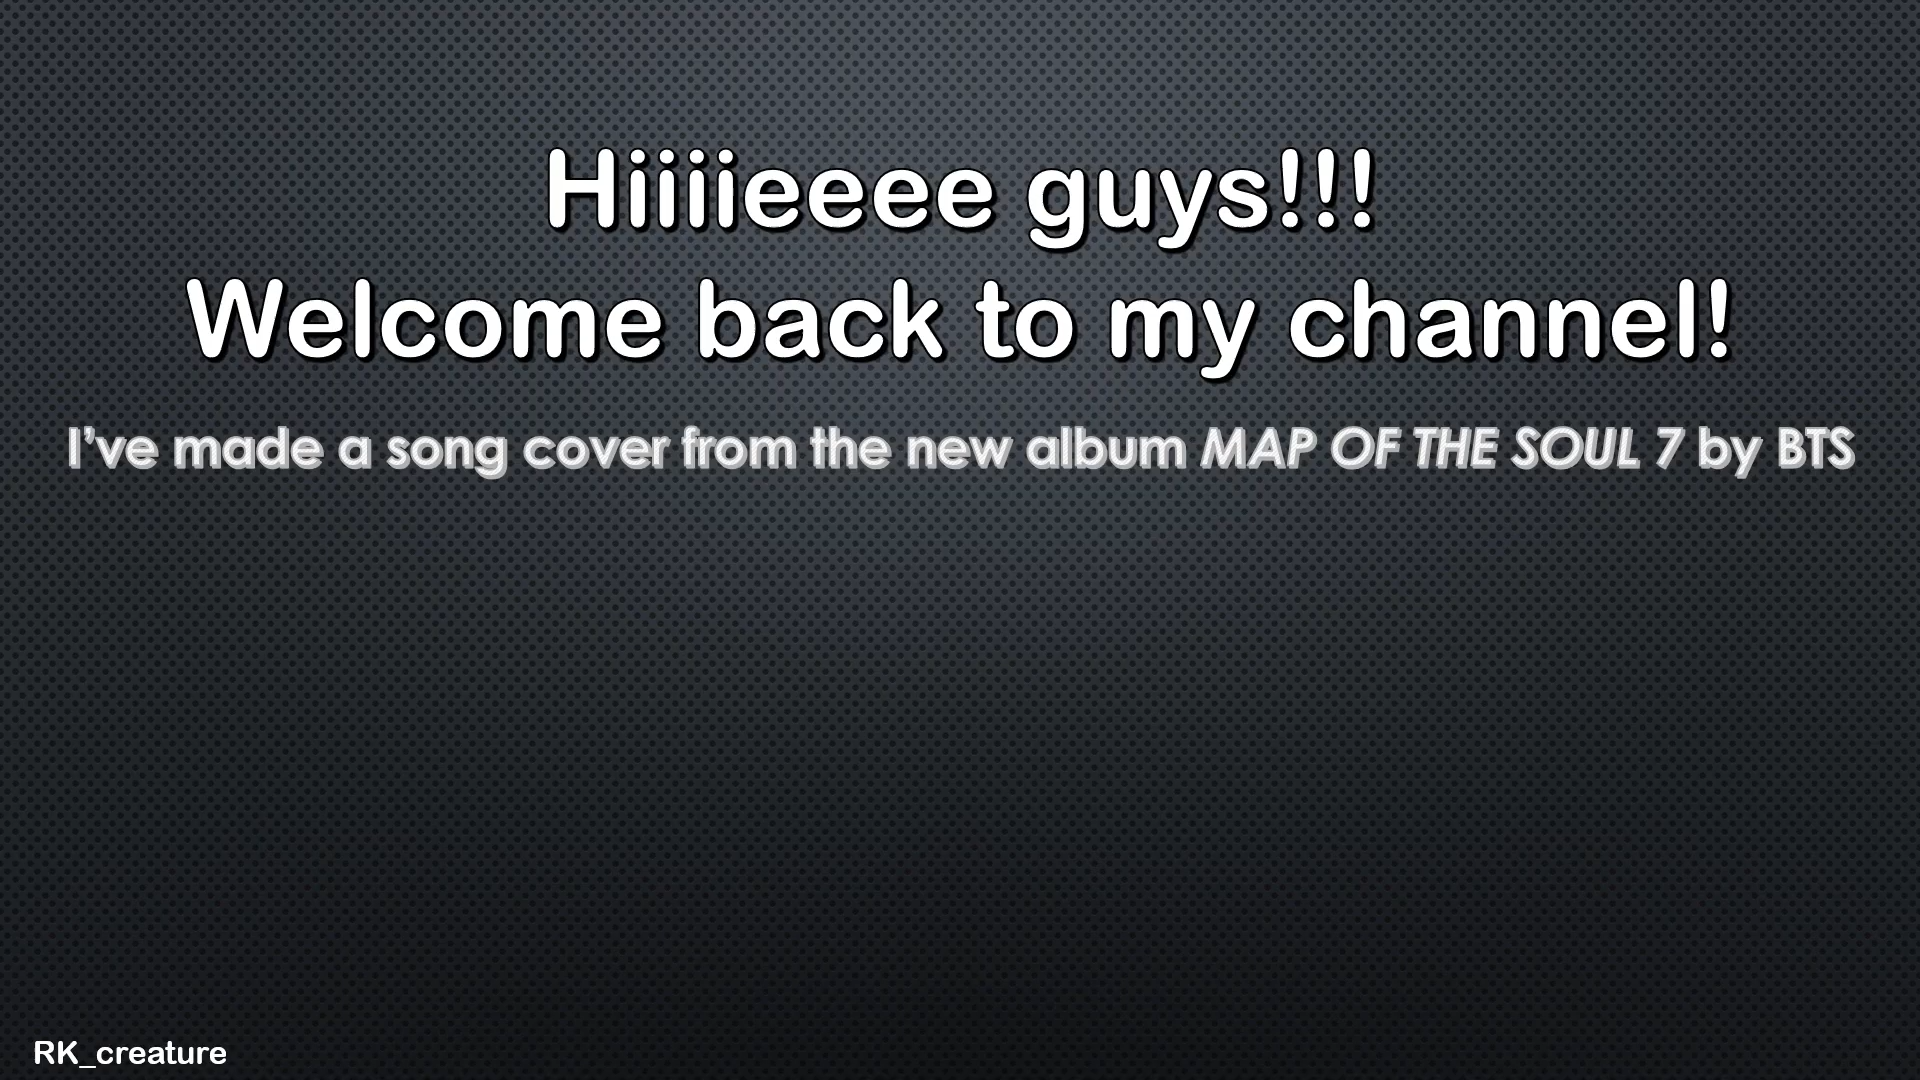 Hiiiieeee guys!!!
Welcome back to my channel!
I’ve made a song cover from the new album MAP OF THE SOUL 7 by BTS
RK_creature